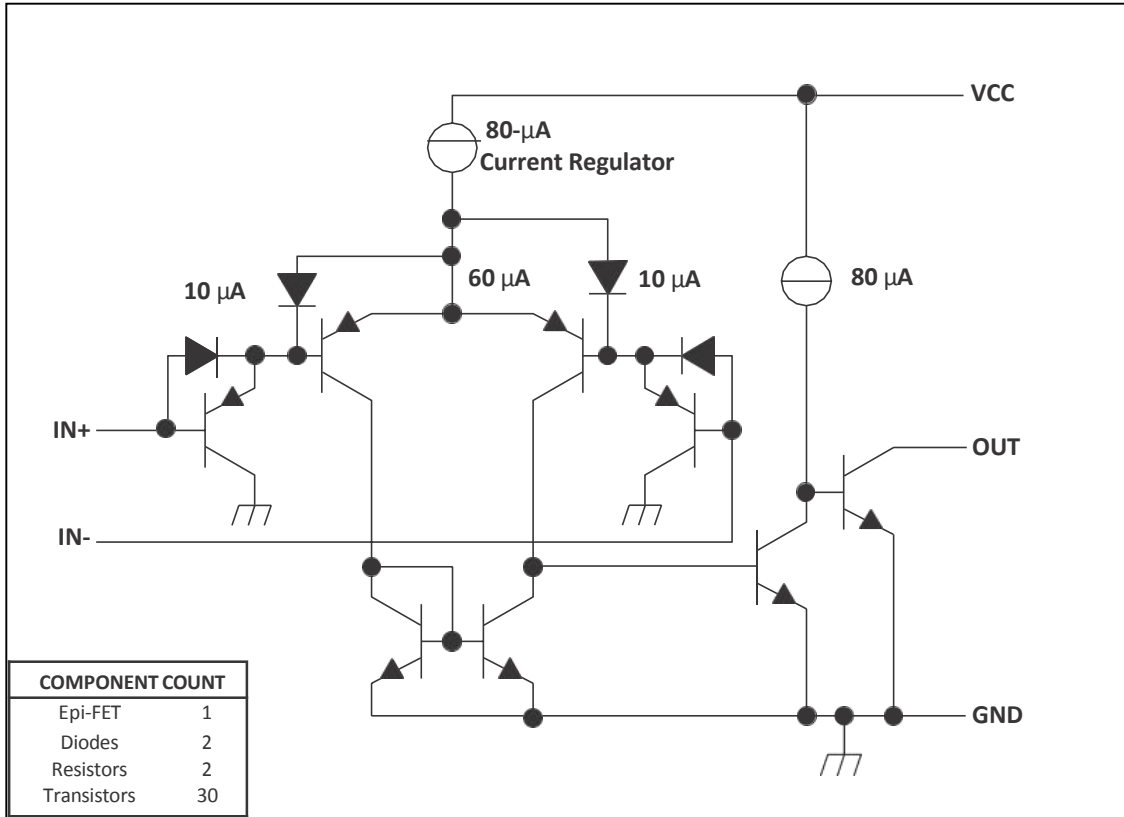 VCC
80-μA
Current Regulator
10 μA
60 μA
10 μA
80 μA
IN+
OUT
IN-
COMPONENT COUNT
Epi-FET 1
Diodes 2
Resistors 2
Transistors 30
GND